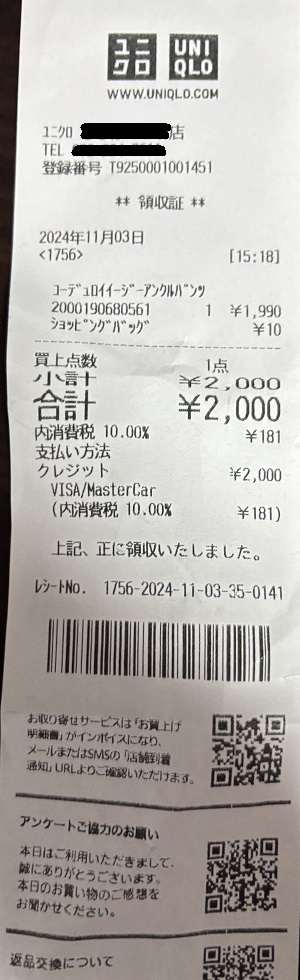 ユニ
クロ
UNI
QLO
WWW.UNIQLO.COM
ユニクロ 店
TEL
登録番号 T9250001001451
** 領収証 **
2024年11月03日
<1756> [15:18]
コーデュロイイージーアンクルパンツ
2000190680561 1 ¥1,990
ショッピングバッグ ¥10
買上点数 1点
小計 ¥2,000
合計 ¥2,000
内消費税 10.00% ¥181
支払い方法
クレジット ¥2,000
VISA/MasterCar
(内消費税 10.00% ¥181)
上記、正に領収いたしました。
レシートNo. 1756-2024-11-03-35-0141
お取り寄せサービスは「お買上げ
明細書」がインボイスになり、
メールまたはSMSの「店舗到着
通知」URLよりご確認いただけます。
アンケートご協力のお願い
本日はご利用いただきまして、
誠にありがとうございます。
本日のお買い物のご感想を
お聞かせください。
返品交換について